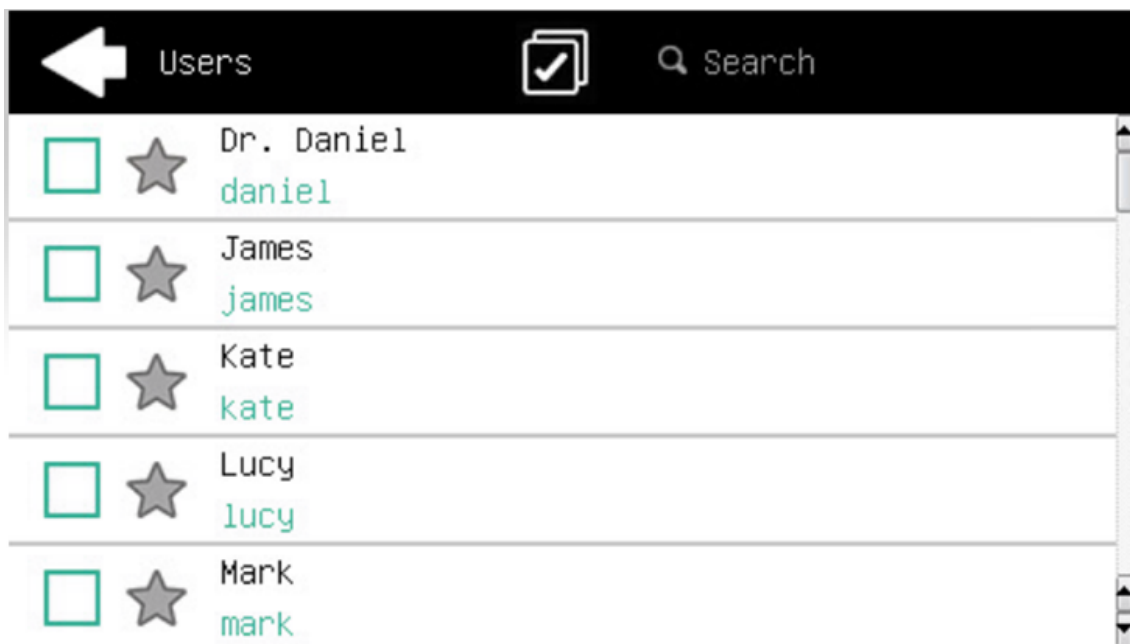 Users
Search
Dr. Daniel
daniel
James
james
Kate
kate
Lucy
lucy
Mark
mark